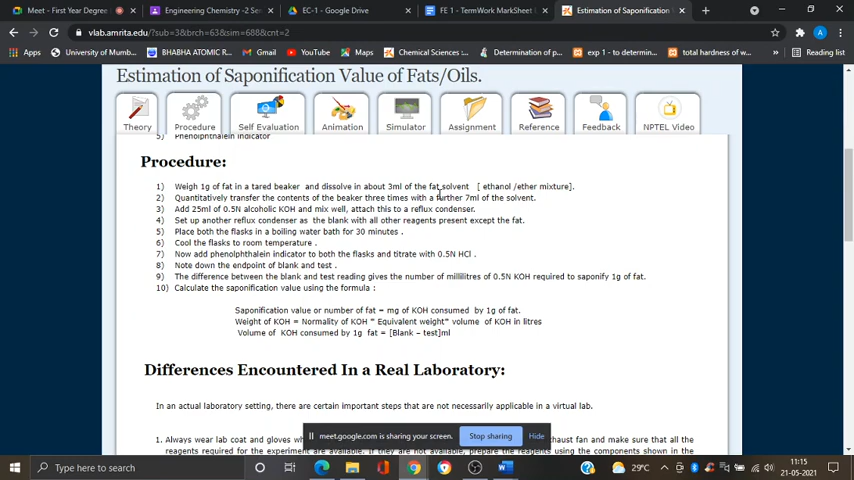 Meet - First Year Degree
Engineering Chemistry -2 Se
EC-1 - Google Drive
FE 1 - TermWork MarkSheet
Estimation of Saponification Val
vlab.amrita.edu/?sub=3&brch=63&sim=688&cnt=2
Apps
University of Mumb...
BHABHA ATOMIC R...
Gmail
YouTube
Maps
Chemical Sciences :...
Determination of p...
exp 1 - to determin...
total hardness of w...
Reading list
Estimation of Saponification Value of Fats/Oils.
Theory
Procedure
Self Evaluation
Animation
Simulator
Assignment
Reference
Feedback
NPTEL Video
5) Phenolphthalein indicator
Procedure:
1) Weigh 1g of fat in a tared beaker and dissolve in about 3ml of the fat solvent [ ethanol /ether mixture].
2) Quantitatively transfer the contents of the beaker three times with a further 7ml of the solvent.
3) Add 25ml of 0.5N alcoholic KOH and mix well, attach this to a reflux condenser.
4) Set up another reflux condenser as the blank with all other reagents present except the fat.
5) Place both the flasks in a boiling water bath for 30 minutes .
6) Cool the flasks to room temperature .
7) Now add phenolphthalein indicator to both the flasks and titrate with 0.5N HCl .
8) Note down the endpoint of blank and test .
9) The difference between the blank and test reading gives the number of millilitres of 0.5N KOH required to saponify 1g of fat.
10) Calculate the saponification value using the formula :
Saponification value or number of fat = mg of KOH consumed by 1g of fat.
Weight of KOH = Normality of KOH * Equivalent weight* volume of KOH in litres
Volume of KOH consumed by 1g fat = [Blank – test]ml
Differences Encountered In a Real Laboratory:
In an actual laboratory setting, there are certain important steps that are not necessarily applicable in a virtual lab.
1. Always wear lab coat and gloves
haust fan and make sure that all the
reagents required for the experiment are available. If they are not available, prepare the reagents using the components shown in the
meet.google.com is sharing your screen.
Stop sharing
Hide
Type here to search
29°C
11:15
21-05-2021